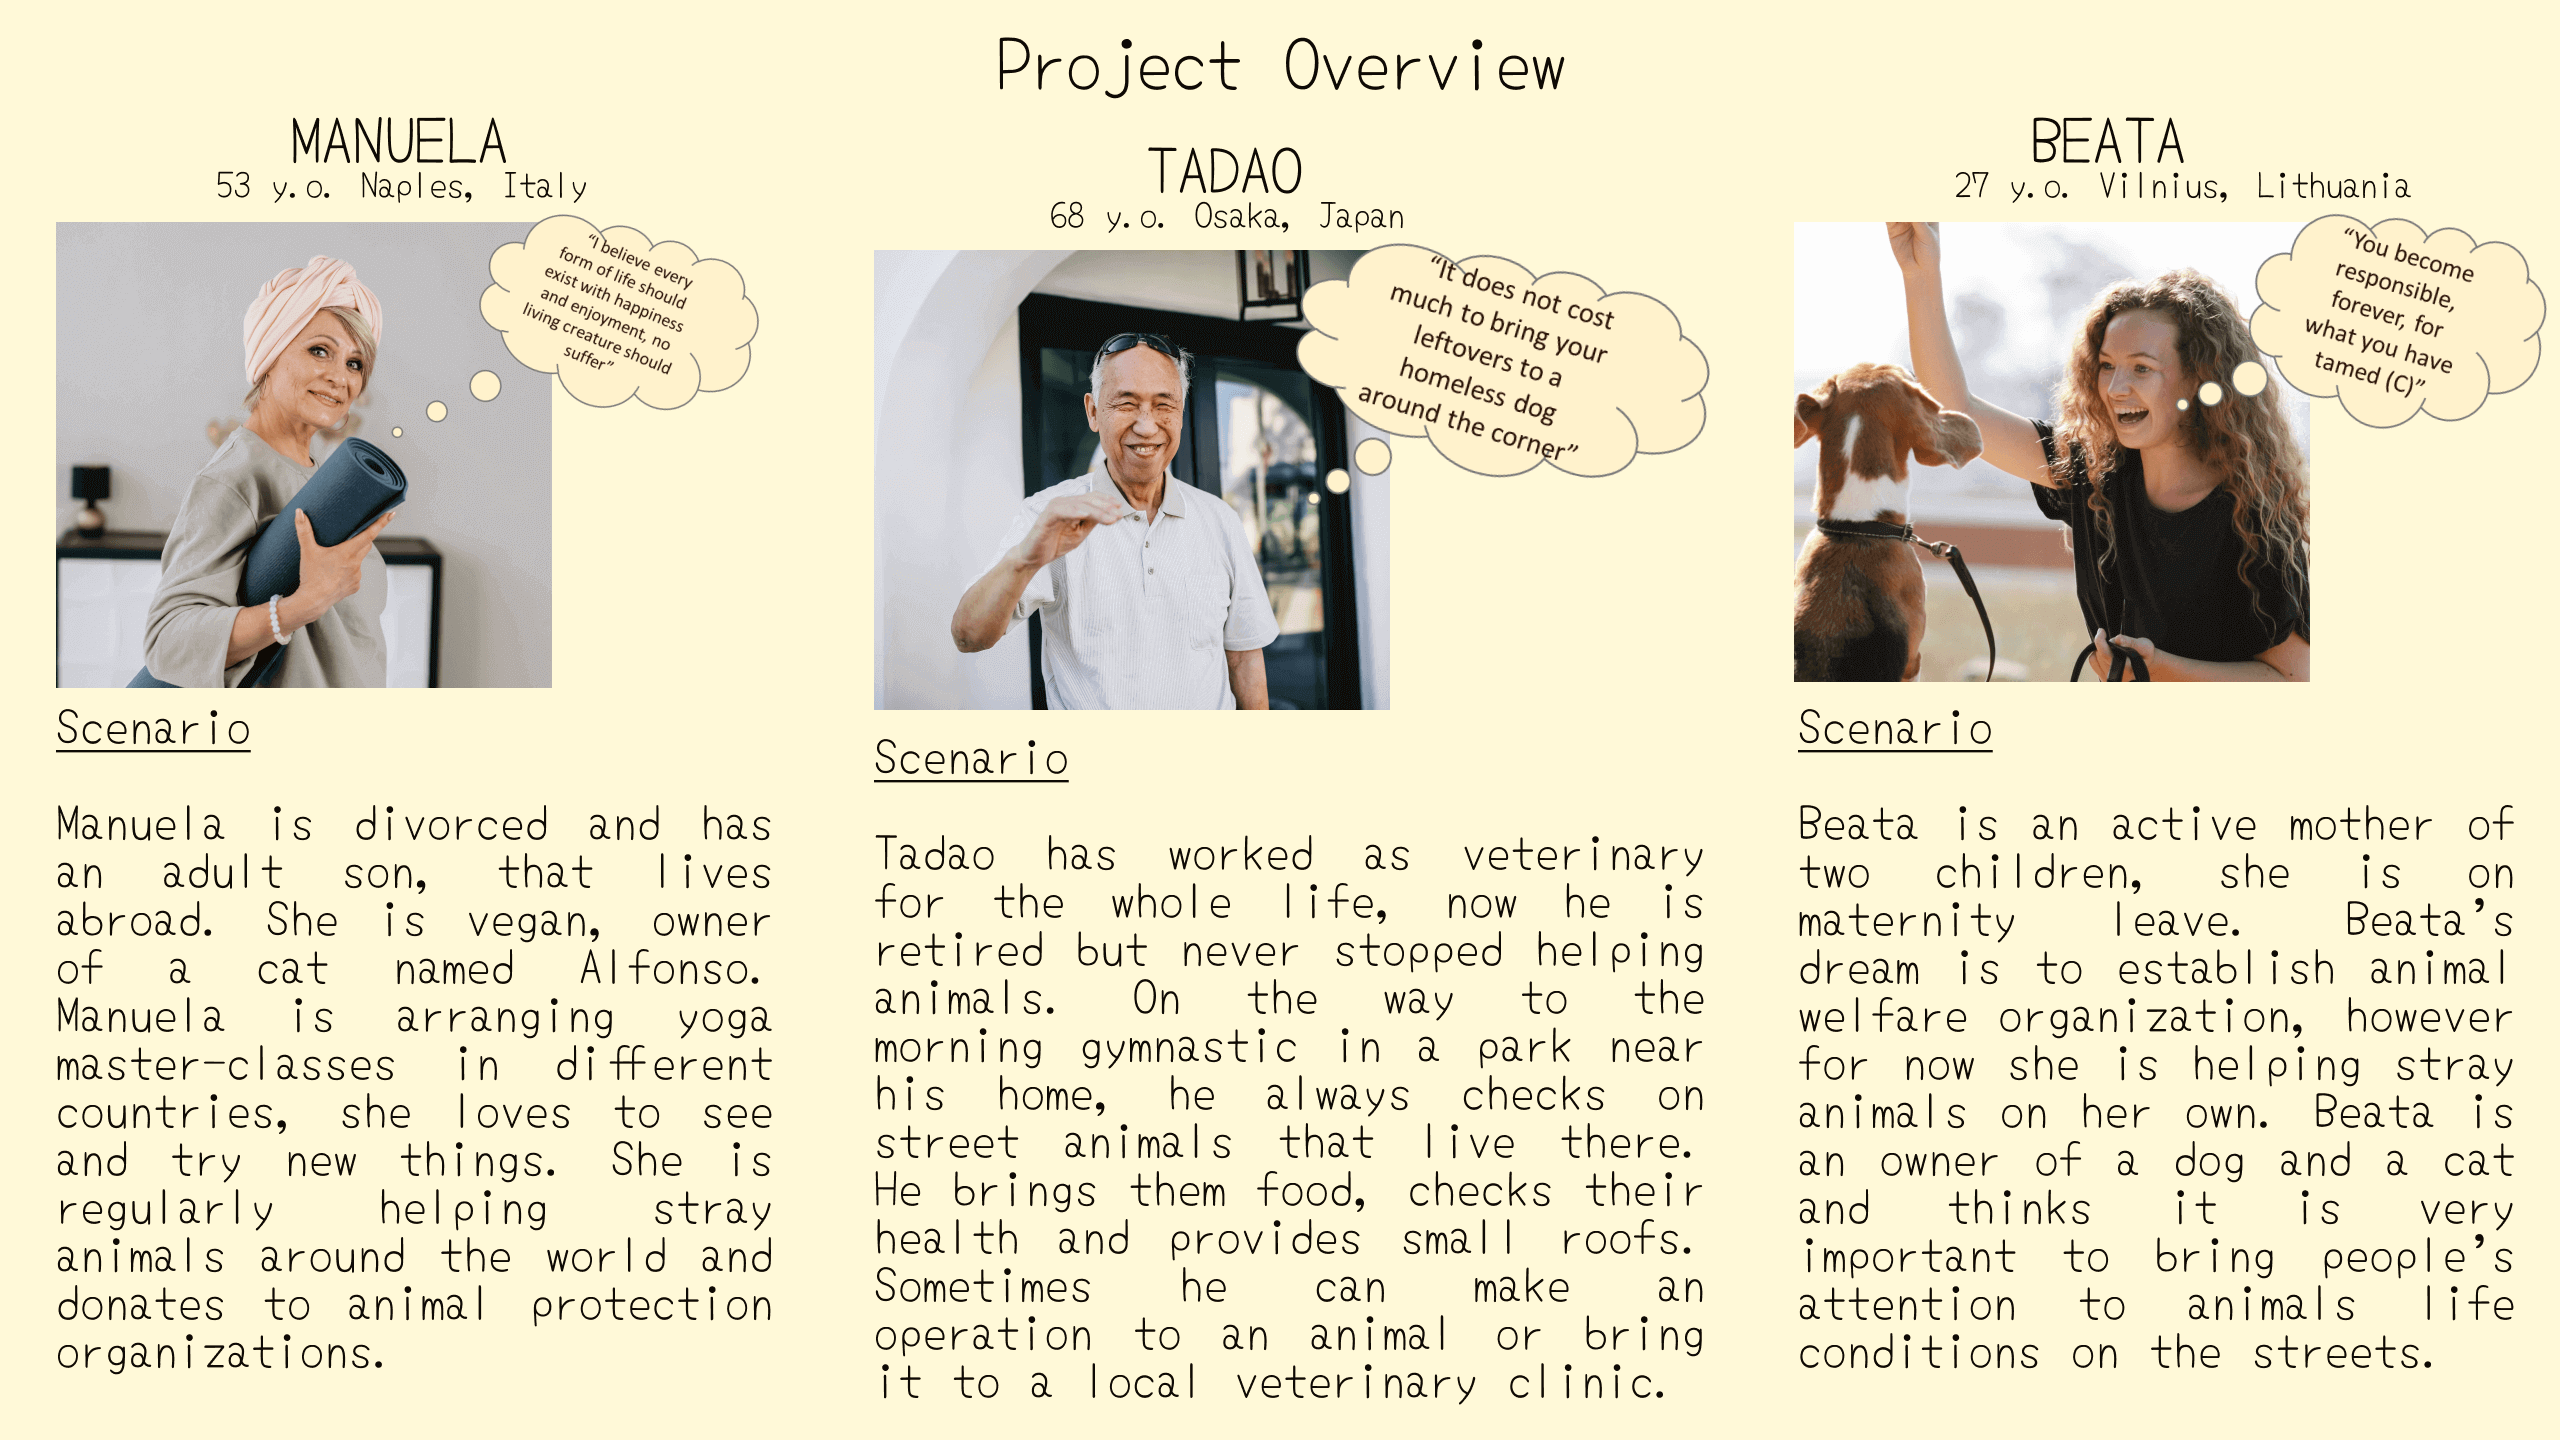 Project Overview
MANUELA
53 y.o. Naples, Italy
“I believe every
form of life should
exist with happiness
and enjoyment, no
living creature should
suffer”
Scenario
Manuela is divorced and has
an adult son, that lives
abroad. She is vegan, owner
of a cat named Alfonso.
Manuela is arranging yoga
master-classes in different
countries, she loves to see
and try new things. She is
regularly helping stray
animals around the world and
donates to animal protection
organizations.
TADAO
68 y.o. Osaka, Japan
“It does not cost
much to bring your
leftovers to a
homeless dog
around the corner”
Scenario
Tadao has worked as veterinary
for the whole life, now he is
retired but never stopped helping
animals. On the way to the
morning gymnastic in a park near
his home, he always checks on
street animals that live there.
He brings them food, checks their
health and provides small roofs.
Sometimes he can make an
operation to an animal or bring
it to a local veterinary clinic.
BEATA
27 y.o. Vilnius, Lithuania
“You become
responsible,
forever, for
what you have
tamed (C)”
Scenario
Beata is an active mother of
two children, she is on
maternity leave. Beata’s
dream is to establish animal
welfare organization, however
for now she is helping stray
animals on her own. Beata is
an owner of a dog and a cat
and thinks it is very
important to bring people’s
attention to animals life
conditions on the streets.